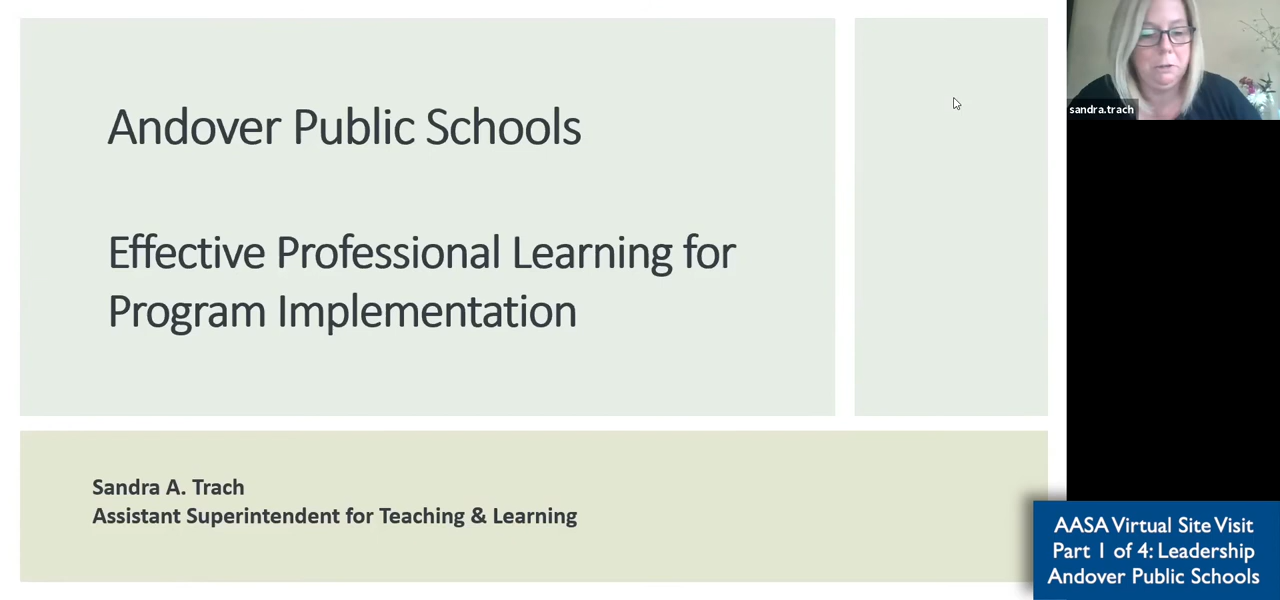 Andover Public Schools
Effective Professional Learning for
Program Implementation
Sandra A. Trach
Assistant Superintendent for Teaching & Learning
sandra.trach
AASA Virtual Site Visit
Part 1 of 4: Leadership
Andover Public Schools